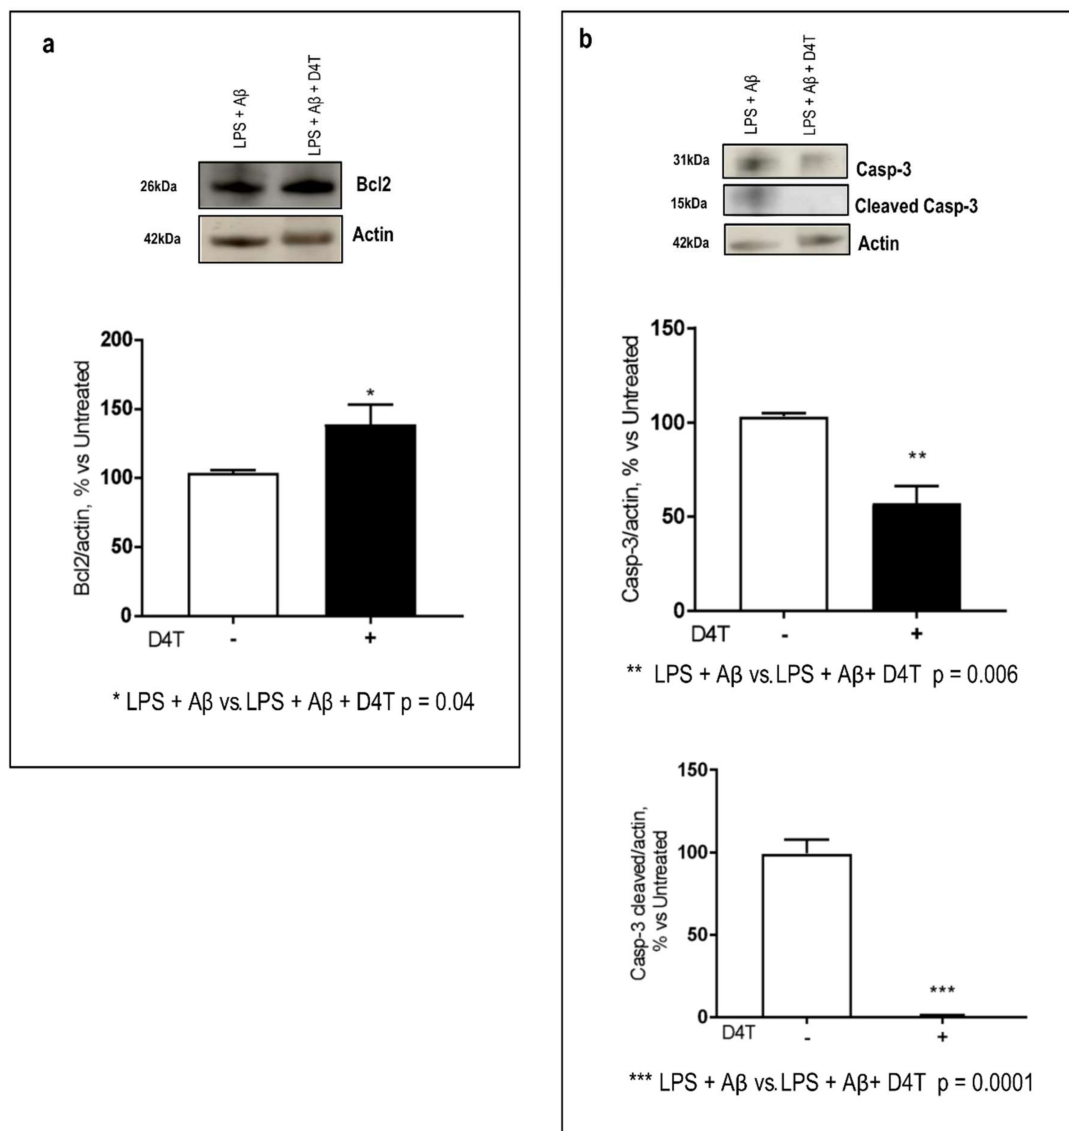 a
LPS + Aβ
LPS + Aβ + D4T
26kDa
Bcl2
42kDa
Actin
Bcl2/actin, % vs Untreated
200
150
100
50
0
*
D4T - +
* LPS + Aβ vs. LPS + Aβ + D4T p = 0.04
b
LPS + Aβ
LPS + Aβ + D4T
31kDa
Casp-3
15kDa
Cleaved Casp-3
42kDa
Actin
Casp-3/actin, % vs Untreated
150
100
50
0
**
D4T - +
** LPS + Aβ vs. LPS + Aβ+ D4T p = 0.006
Casp-3 cleaved/actin,
% vs Untreated
150
100
50
0
***
D4T - +
*** LPS + Aβ vs. LPS + Aβ+ D4T p = 0.0001